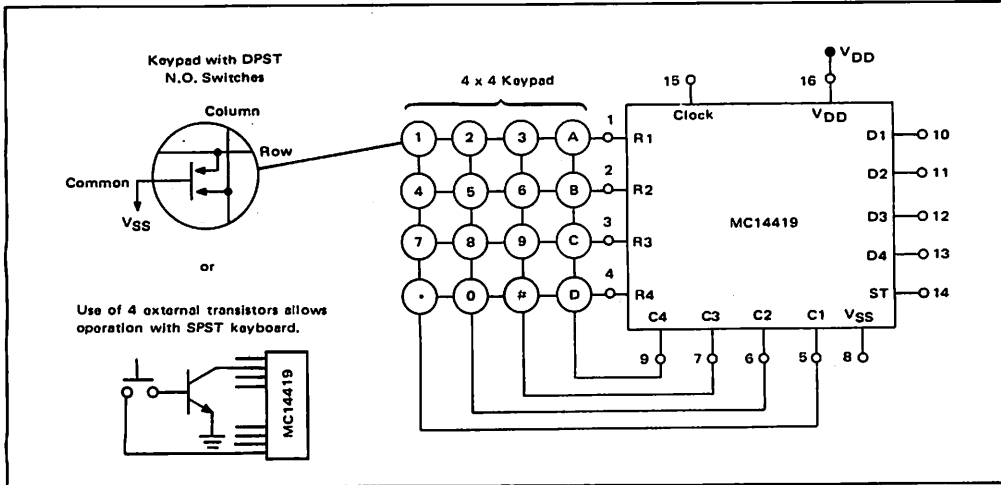 Keypad with DPST
N.O. Switches
Column
Row
Common
VSS
or
Use of 4 external transistors allows
operation with SPST keyboard.
MC14419
4 x 4 Keypad
1 2 3 A
4 5 6 B
7 8 9 C
• 0 # D
1 R1
2 R2
3 R3
4 R4
15
Clock
VDD
16
VDD
MC14419
D1 10
D2 11
D3 12
D4 13
ST 14
C4 C3 C2 C1 VSS
9 7 6 5 8